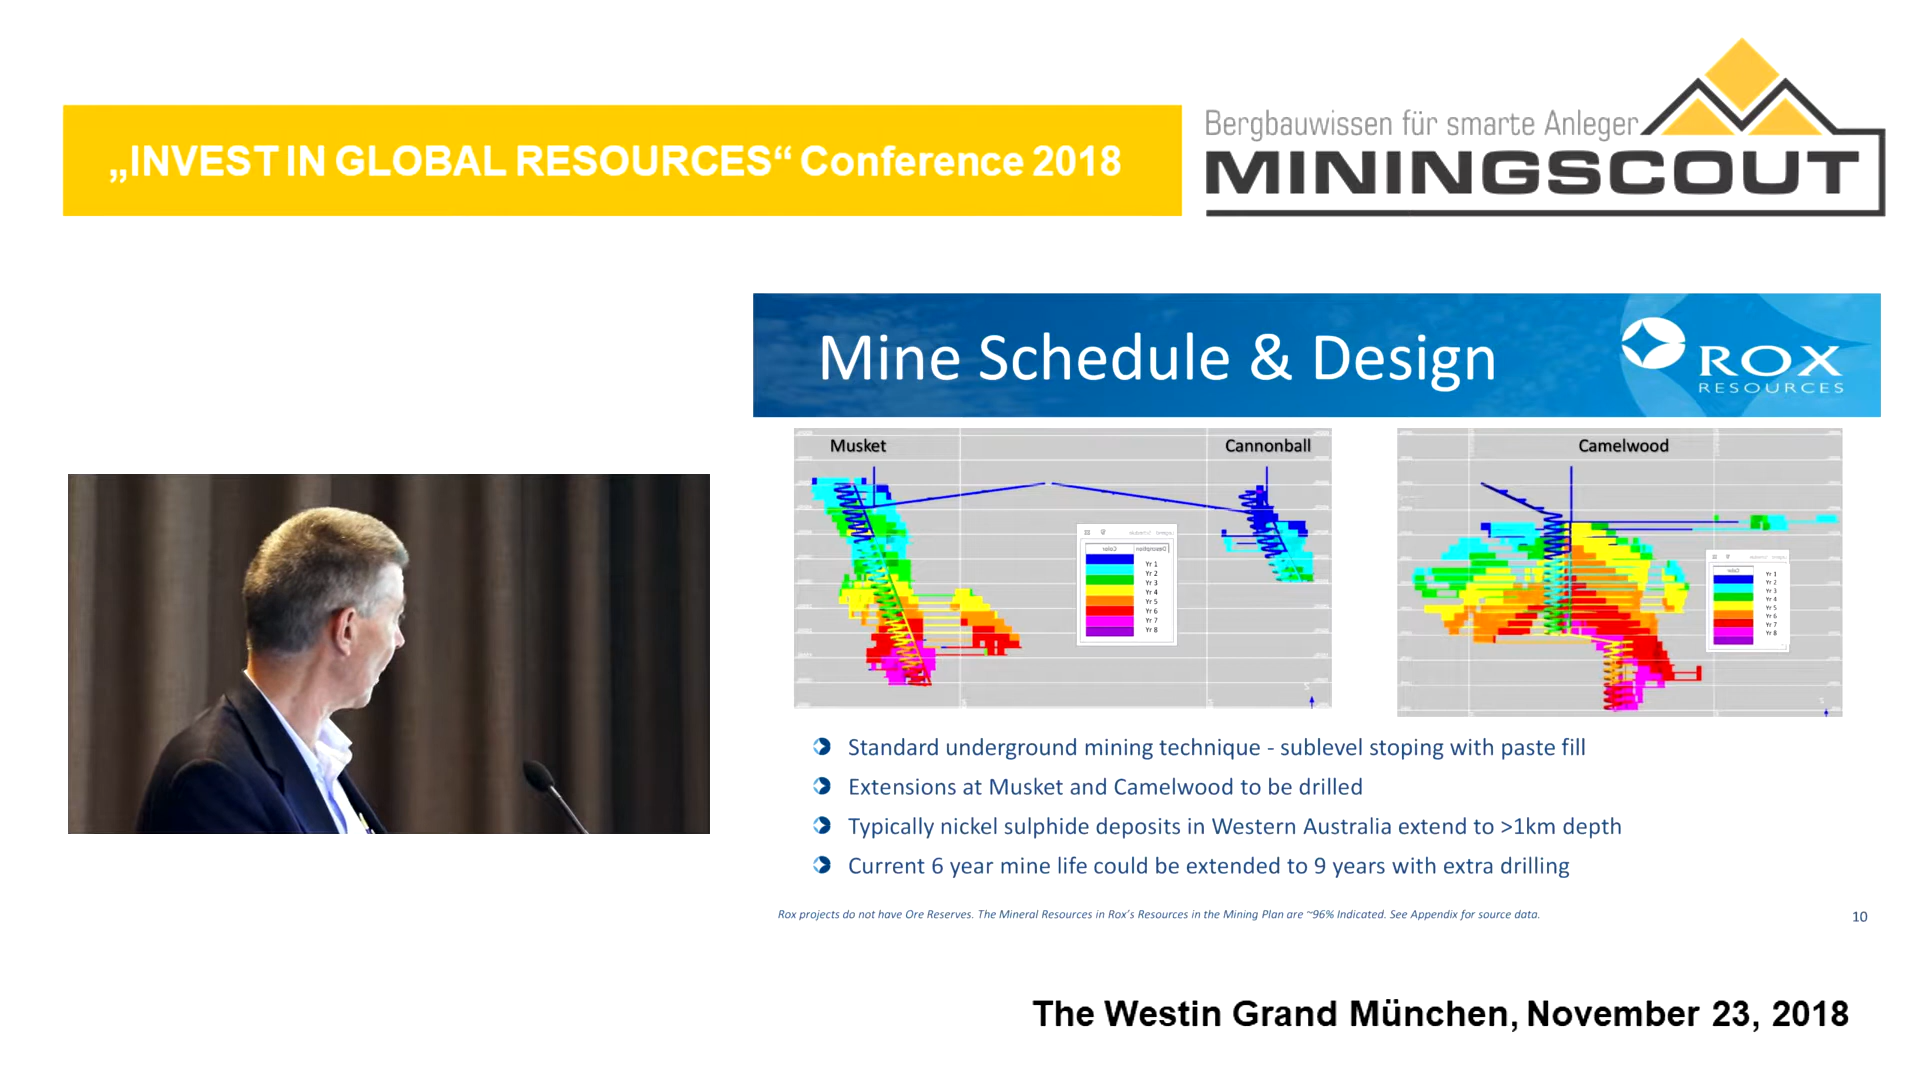 „INVEST IN GLOBAL RESOURCES“ Conference 2018
Bergbauwissen für smarte Anleger
MININGSCOUT
Mine Schedule & Design
ROX
RESOURCES
Musket
Cannonball
Yr 1
Yr 2
Yr 3
Yr 4
Yr 5
Yr 6
Yr 7
Yr 8
Camelwood
Yr 1
Yr 2
Yr 3
Yr 4
Yr 5
Yr 6
Yr 7
Yr 8
Standard underground mining technique - sublevel stoping with paste fill
Extensions at Musket and Camelwood to be drilled
Typically nickel sulphide deposits in Western Australia extend to >1km depth
Current 6 year mine life could be extended to 9 years with extra drilling
Rox projects do not have Ore Reserves. The Mineral Resources in Rox's Resources in the Mining Plan are ~96% Indicated. See Appendix for source data.
10
The Westin Grand München, November 23, 2018